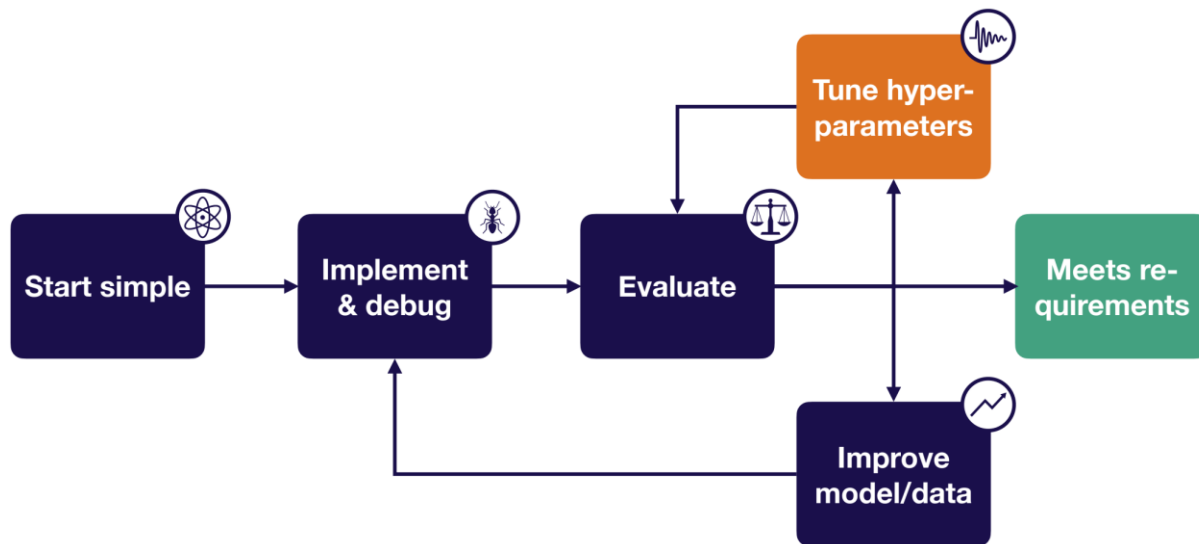 Tune hyper-
parameters
Start simple
Implement
& debug
Evaluate
Meets re-
quirements
Improve
model/data